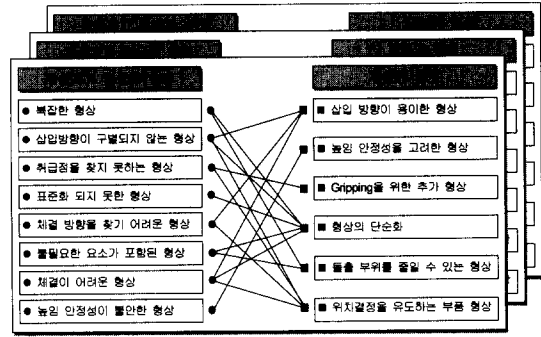 ● 복잡한 형상
● 삽입방향이 구별되지 않는 형상
● 취급점을 찾지 못하는 형상
● 표준화 되지 못한 형상
● 체결 방향을 찾기 어려운 형상
● 불필요한 요소가 포함된 형상
● 체결이 어려운 형상
● 높임 안정성이 불안한 형상
■ 삽입 방향이 용이한 형상
■ 높임 안정성을 고려한 형상
■ Gripping을 위한 추가 형상
■ 형상의 단순화
■ 돌출 부위를 줄일 수 있는 형상
■ 위치결정을 유도하는 부품 형상